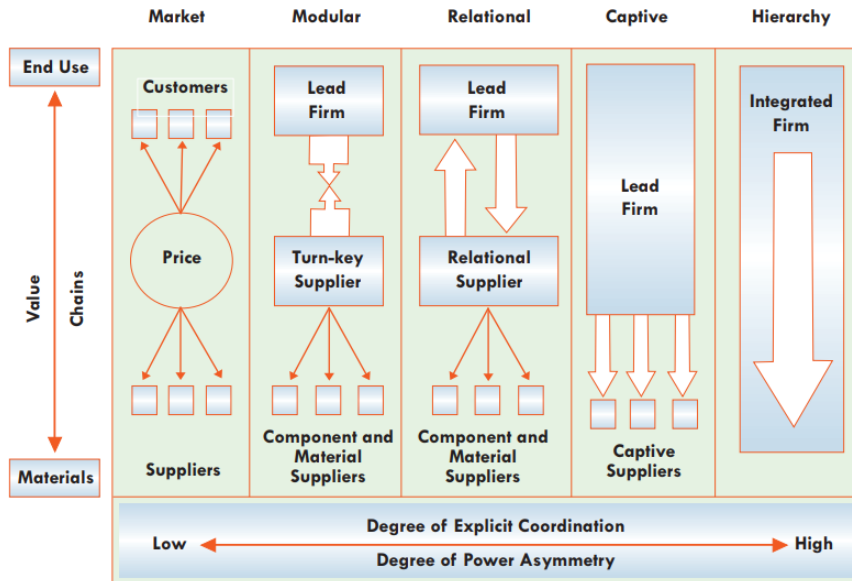 Market
Modular
Relational
Captive
Hierarchy
End Use
Value
Chains
Materials
Customers
Price
Suppliers
Lead
Firm
Turn-key
Supplier
Component and
Material
Suppliers
Lead
Firm
Relational
Supplier
Component and
Material
Suppliers
Lead
Firm
Captive
Suppliers
Integrated
Firm
Degree of Explicit Coordination
Low
High
Degree of Power Asymmetry